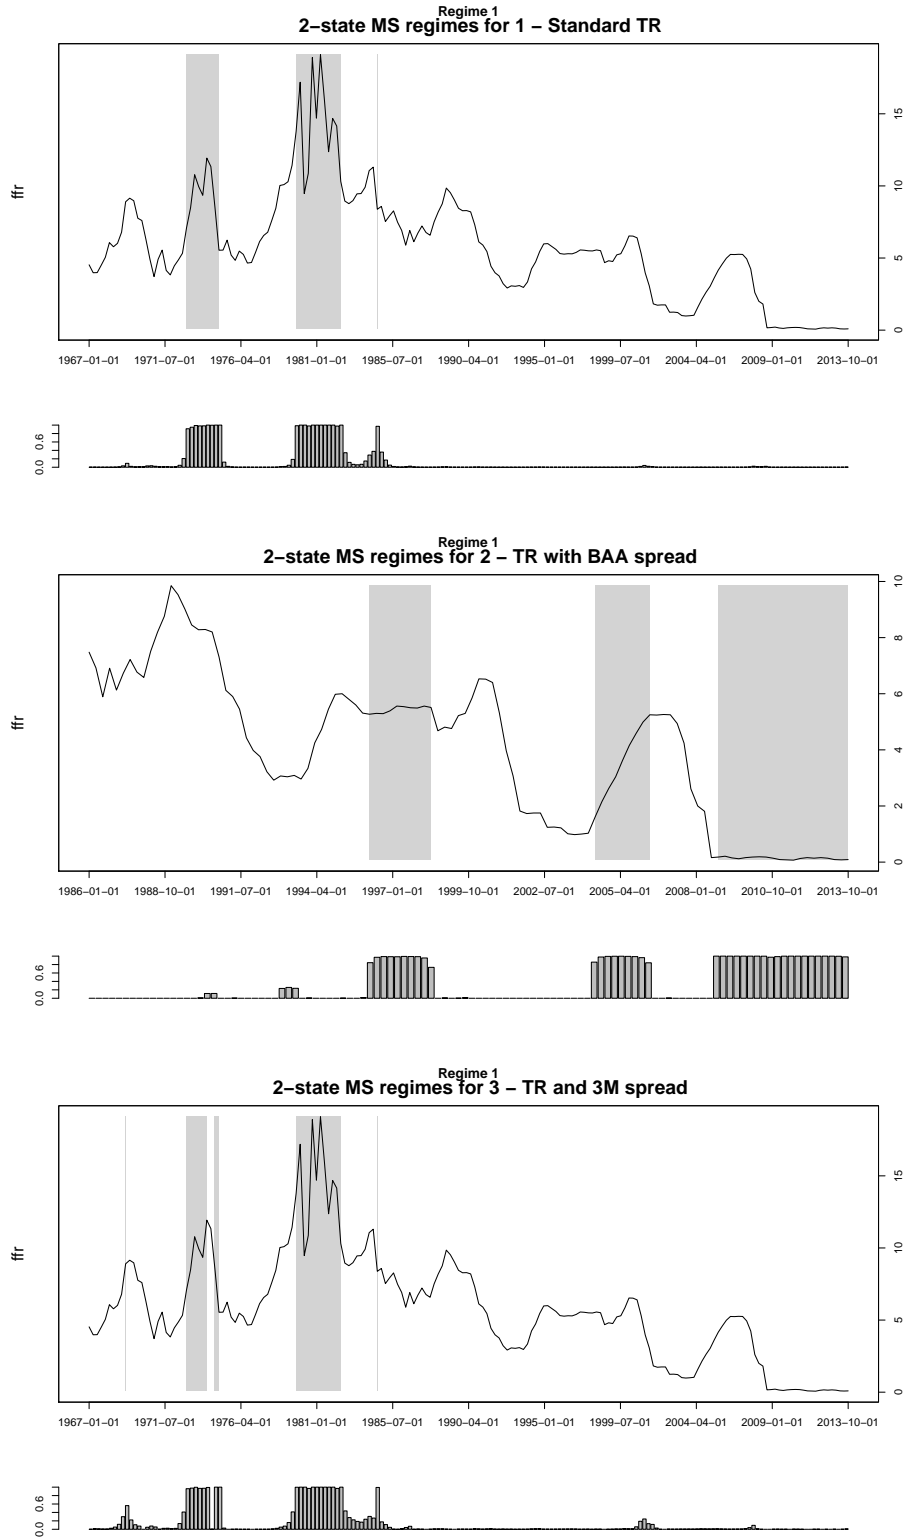 Regime 1
2−state MS regimes for 1 − Standard TR
ffr
0 5 10 15
1967−01−01 1971−07−01 1976−04−01 1981−01−01 1985−07−01 1990−04−01 1995−01−01 1999−07−01 2004−04−01 2009−01−01 2013−10−01
0.0 0.6
Regime 1
2−state MS regimes for 2 − TR with BAA spread
ffr
0 2 4 6 8 10
1986−01−01 1988−10−01 1991−07−01 1994−04−01 1997−01−01 1999−10−01 2002−07−01 2005−04−01 2008−01−01 2010−10−01 2013−10−01
0.0 0.6
Regime 1
2−state MS regimes for 3 − TR and 3M spread
ffr
0 5 10 15
1967−01−01 1971−07−01 1976−04−01 1981−01−01 1985−07−01 1990−04−01 1995−01−01 1999−07−01 2004−04−01 2009−01−01 2013−10−01
0.0 0.6